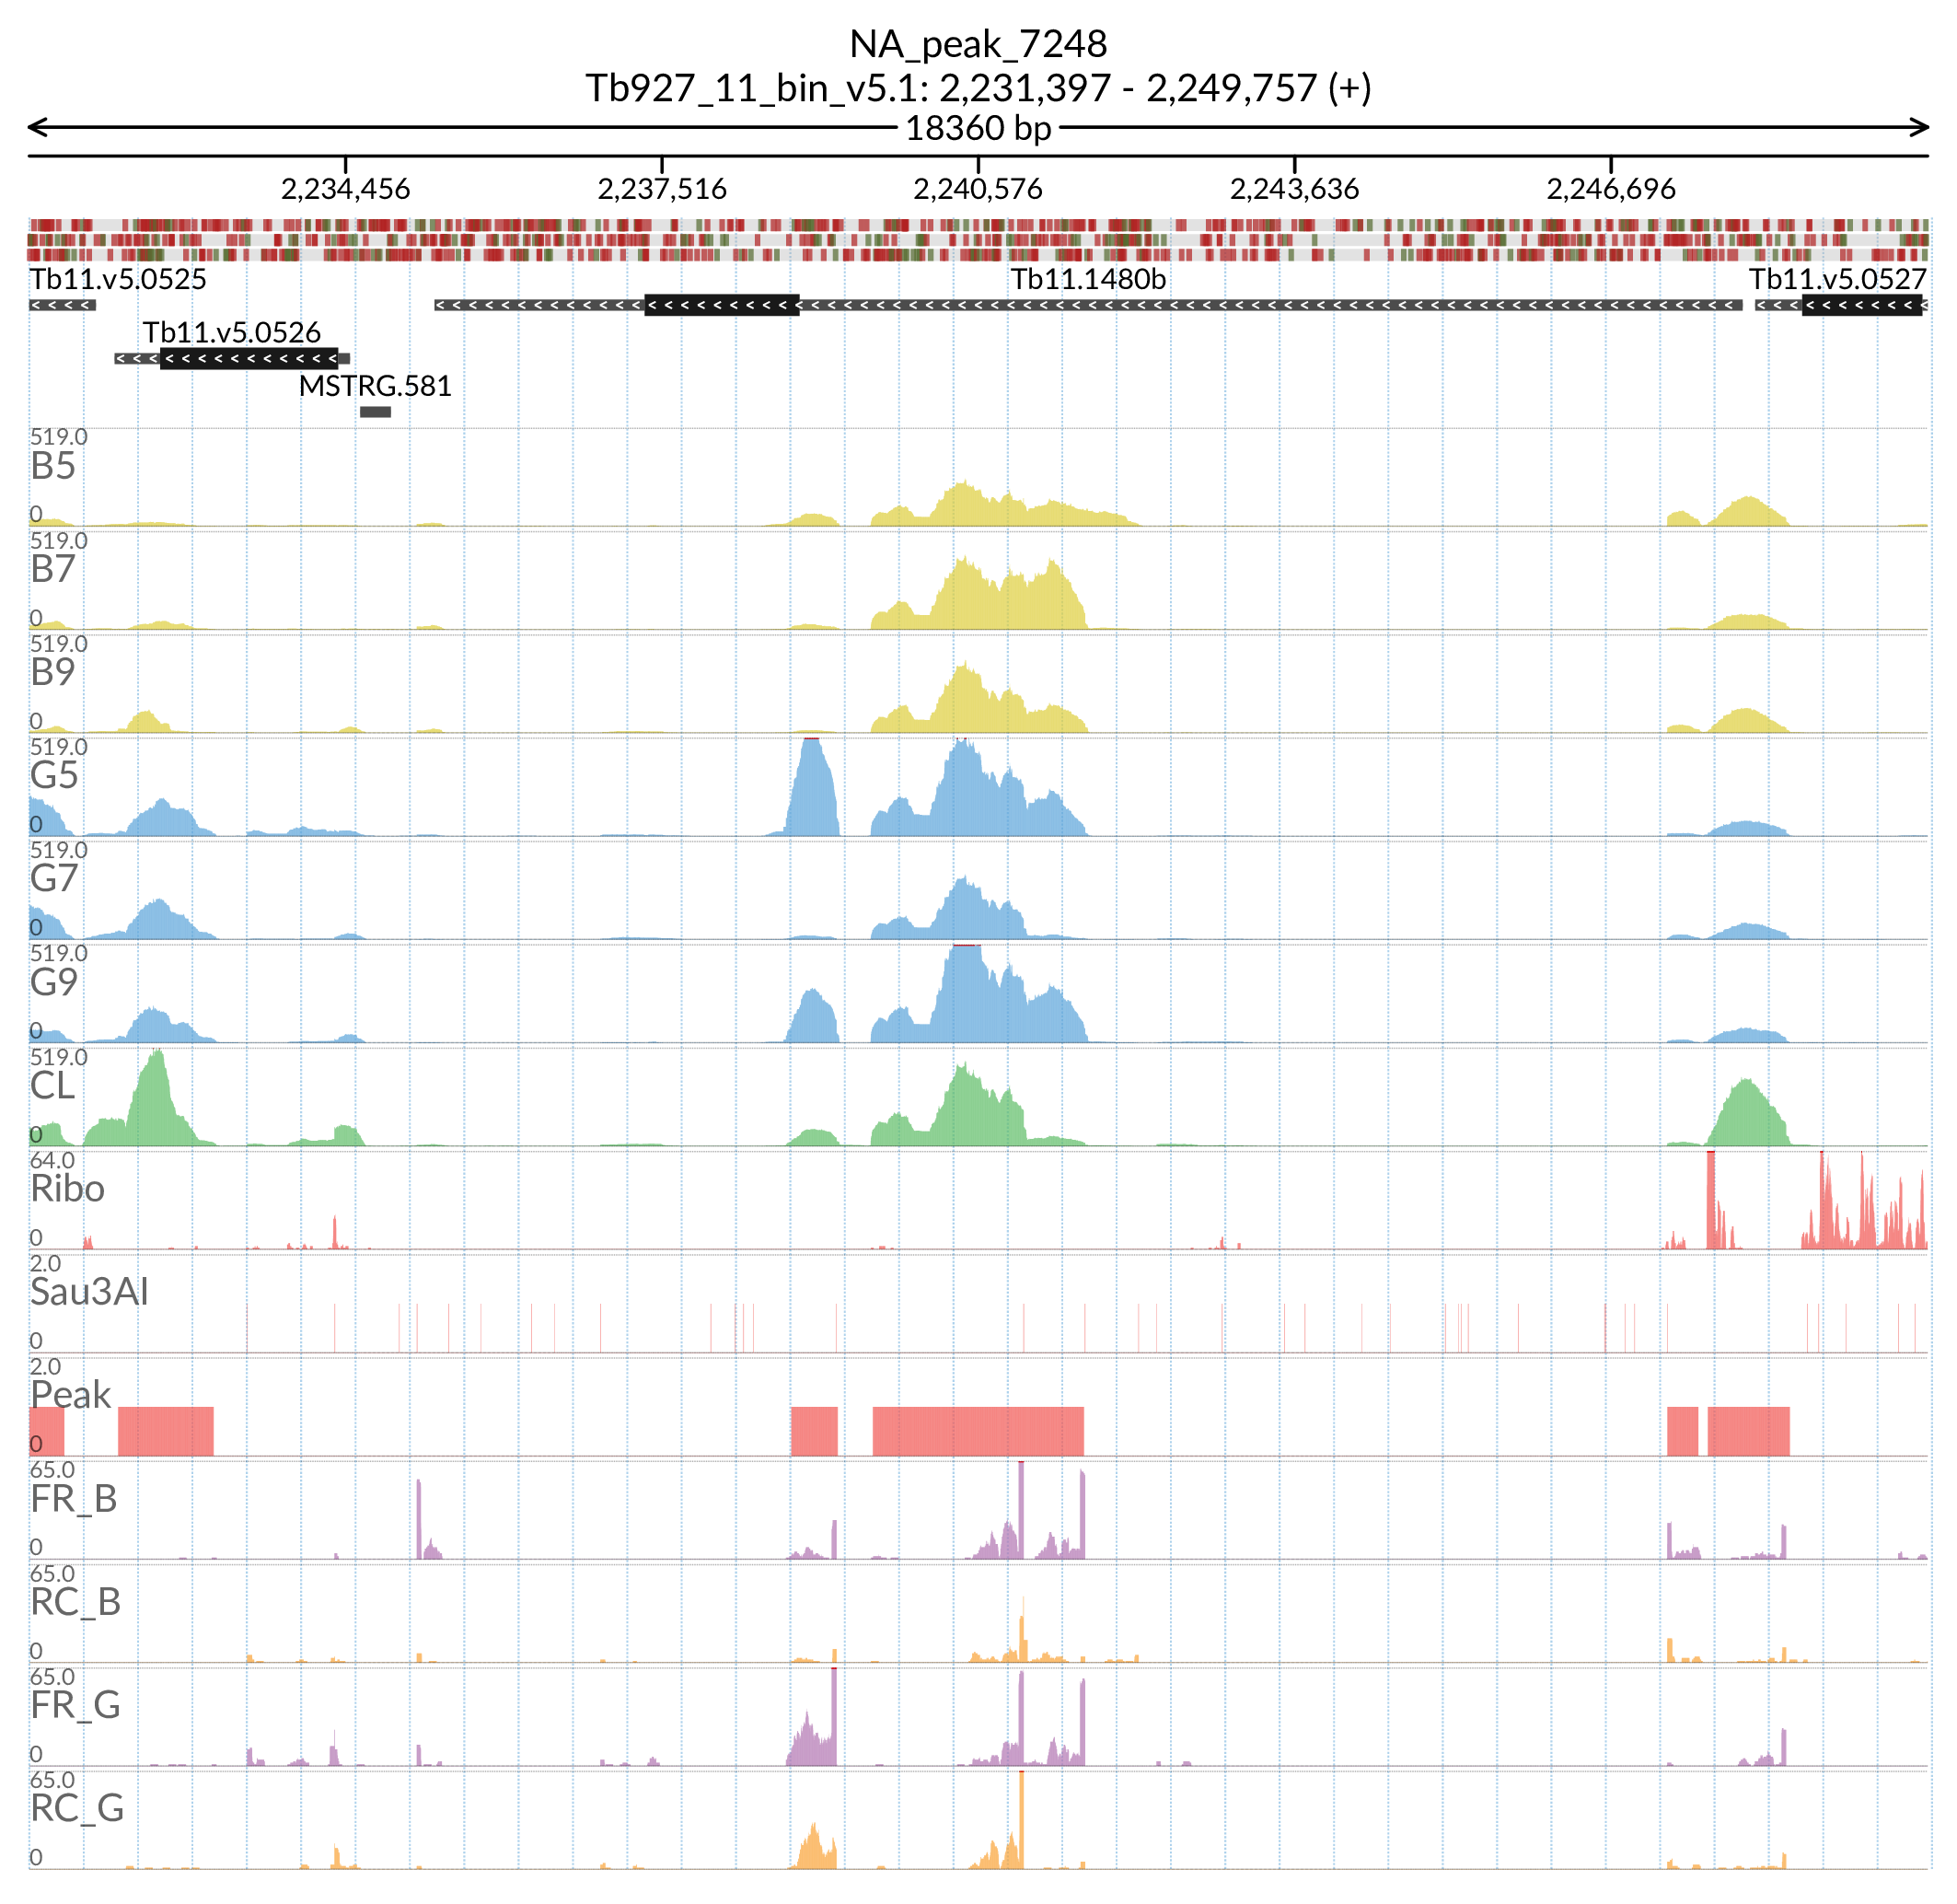 NA_peak_7248
Tb927_11_bin_v5.1: 2,231,397 - 2,249,757 (+)
18360 bp
2,234,456 2,237,516 2,240,576 2,243,636 2,246,696
Tb11.v5.0525 Tb11.1480b Tb11.v5.0527
Tb11.v5.0526
MSTRG.581
519.0
B5
0
519.0
B7
0
519.0
B9
0
519.0
G5
0
519.0
G7
0
519.0
G9
0
519.0
CL
0
64.0
Ribo
0
2.0
Sau3AI
0
2.0
Peak
0
65.0
FR_B
0
65.0
RC_B
0
65.0
FR_G
0
65.0
RC_G
0